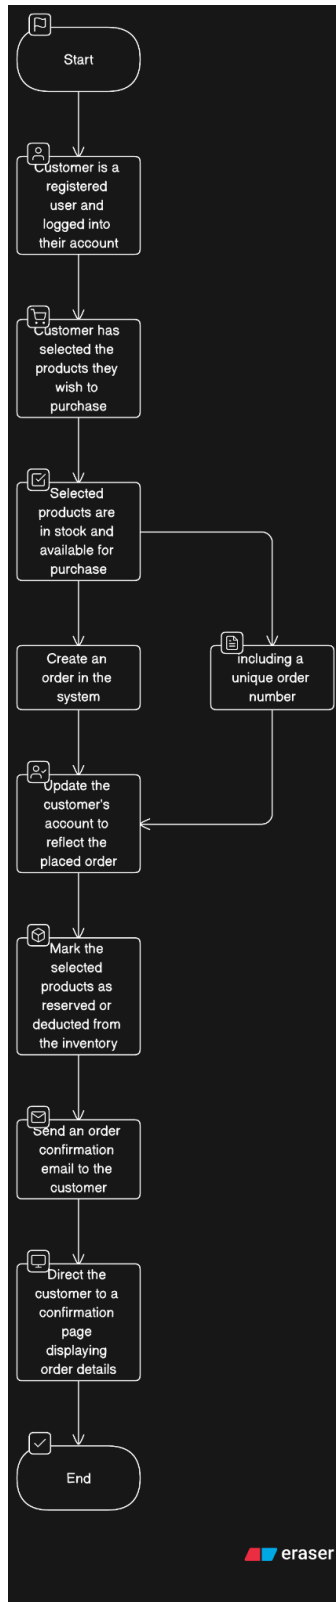 Start
Customer is a
registered
user and
logged into
their account
Customer has
selected the
products they
wish to
purchase
Selected
products are
in stock and
available for
purchase
Create an
order in the
system
including a
unique order
number
Update the
customer's
account to
reflect the
placed order
Mark the
selected
products as
reserved or
deducted from
the inventory
Send an order
confirmation
email to the
customer
Direct the
customer to a
confirmation
page
displaying
order details
End
eraser